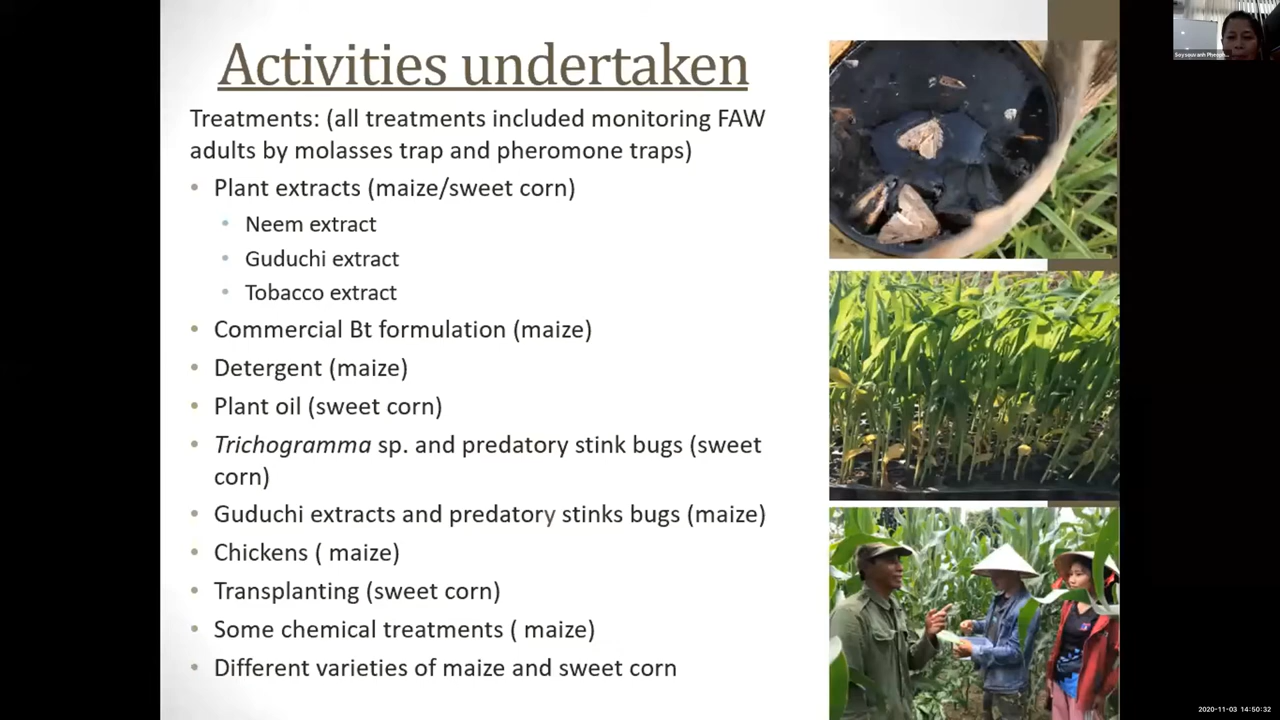 Activities undertaken
Treatments: (all treatments included monitoring FAW
adults by molasses trap and pheromone traps)
• Plant extracts (maize/sweet corn)
• Neem extract
• Guduchi extract
• Tobacco extract
• Commercial Bt formulation (maize)
• Detergent (maize)
• Plant oil (sweet corn)
• Trichogramma sp. and predatory stink bugs (sweet
corn)
• Guduchi extracts and predatory stinks bugs (maize)
• Chickens ( maize)
• Transplanting (sweet corn)
• Some chemical treatments ( maize)
• Different varieties of maize and sweet corn
2020-11-03 14:50:32